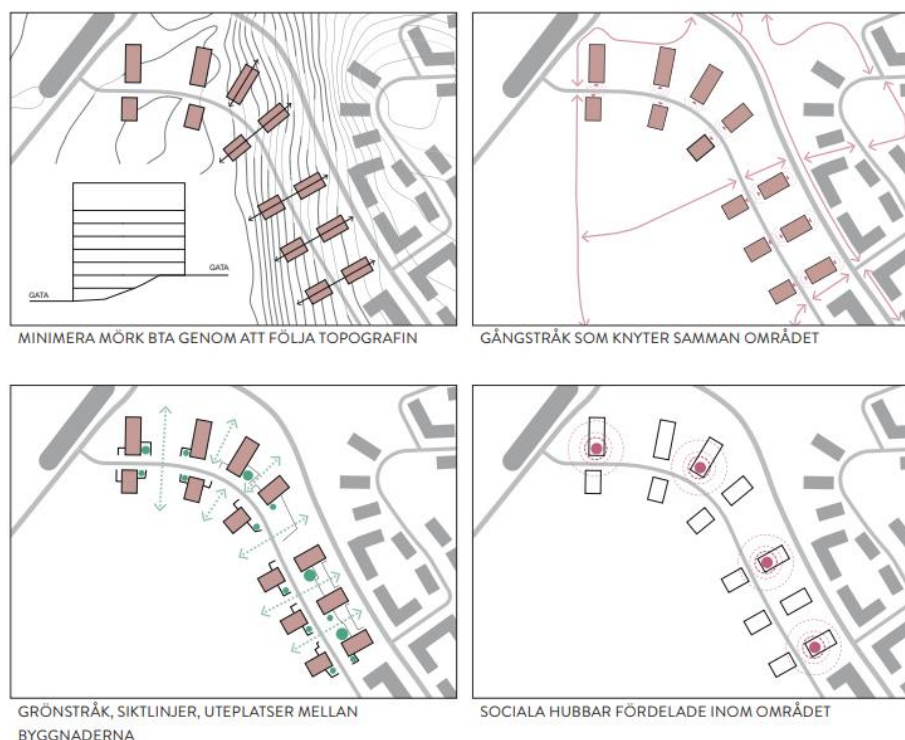 GATA
GATA
MINIMERA MÖRK BTA GENOM ATT FÖLJA TOPOGRAFIN
GÅNGSTRÅK SOM KNYTER SAMMAN OMRÅDET
GRÖNSTRÅK, SIKTLINJER, UTEPLATSER MELLAN
BYGGNADERNA
SOCIALA HUBBAR FÖRDELADE INOM OMRÅDET